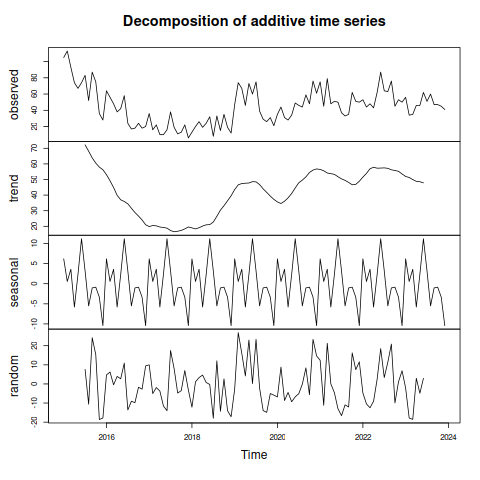 Decomposition of additive time series
observed
20 40 60 80
trend
20 30 40 50 60 70
seasonal
-10 -5 0 5 10
random
-20 -10 0 10 20
2016 2018 2020 2022 2024
Time